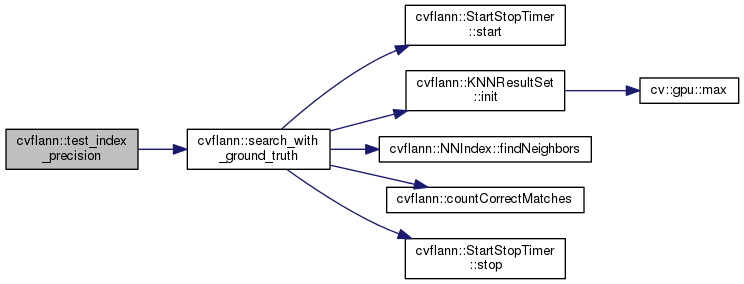 cvflann::test_index
_precision
cvflann::search_with
_ground_truth
cvflann::StartStopTimer
::start
cvflann::KNNResultSet
::init
cv::gpu::max
cvflann::NNIndex::findNeighbors
cvflann::countCorrectMatches
cvflann::StartStopTimer
::stop